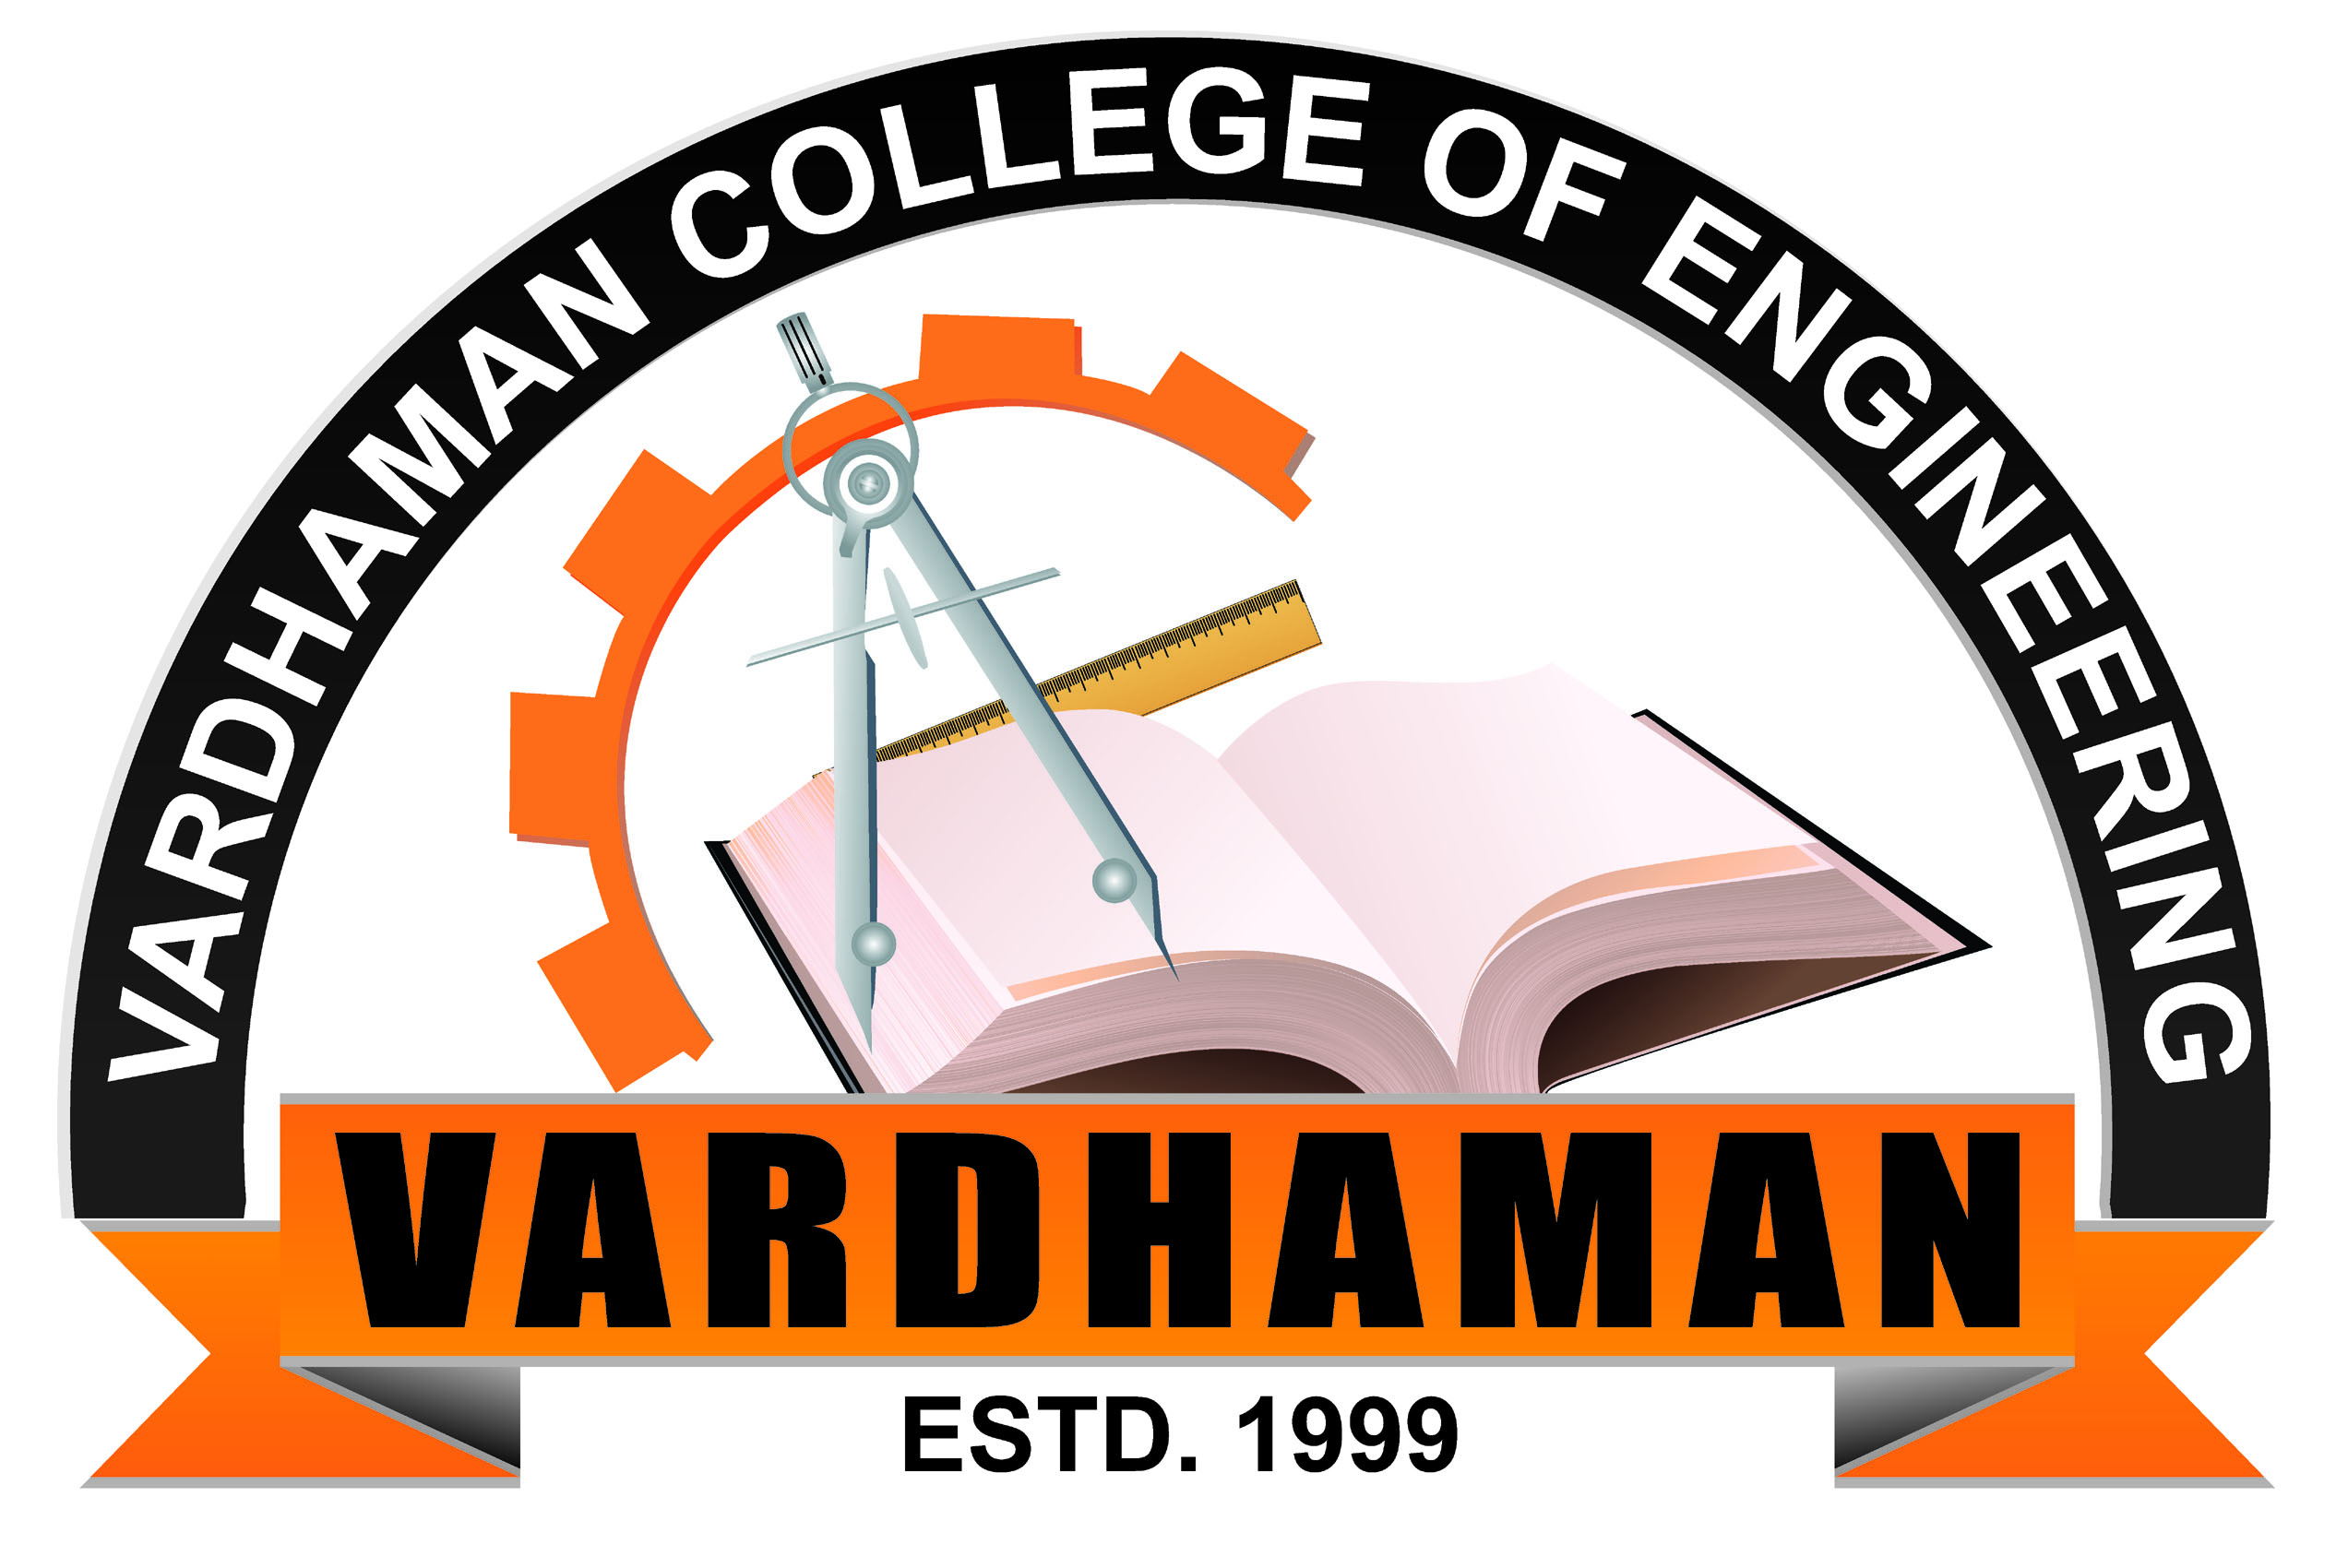 VARDHAMAN COLLEGE OF ENGINEERING
VARDHAMAN
ESTD. 1999